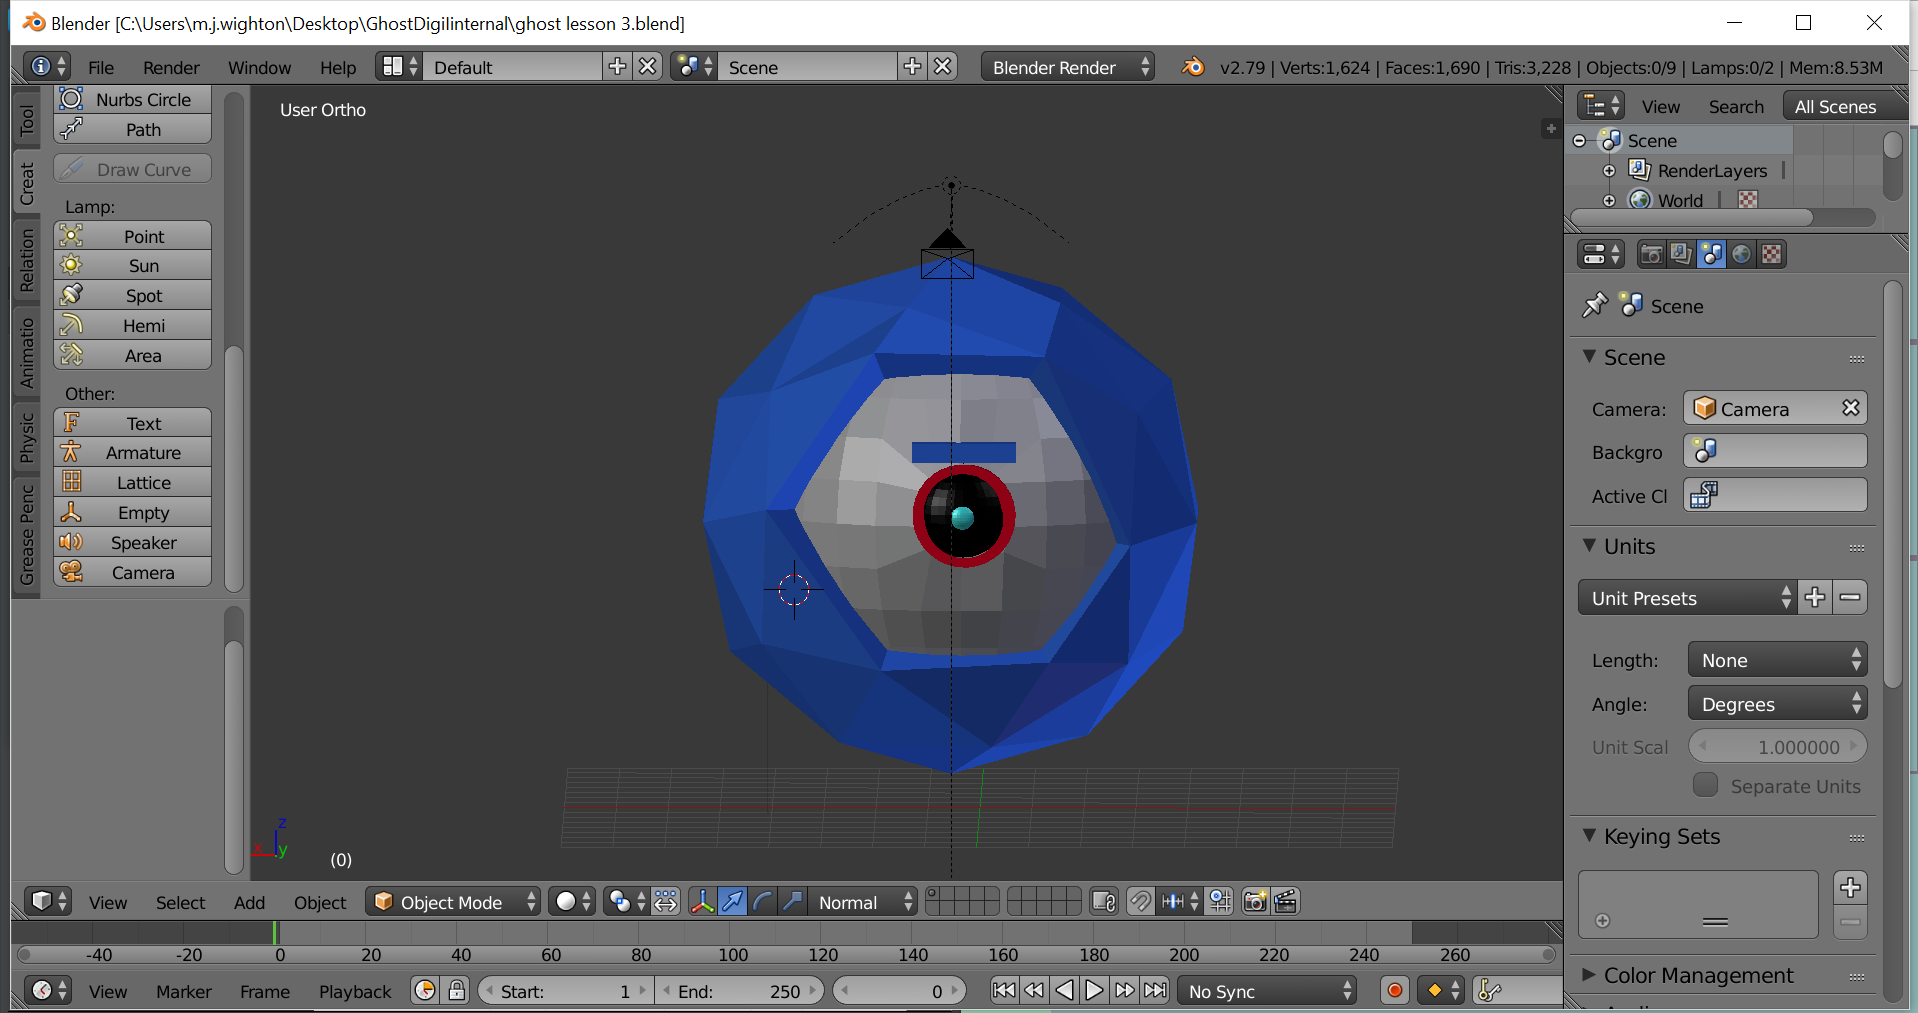 Blender [C:\Users\m.j.wighton\Desktop\GhostDigiIinternal\ghost lesson 3.blend]
File Render Window Help Default Scene Blender Render v2.79 | Verts:1,624 | Faces:1,690 | Tris:3,228 | Objects:0/9 | Lamps:0/2 | Mem:8.53M
Tool
Creat
Relation
Animatio
Physic
Grease Penc
Nurbs Circle
Path
Draw Curve
Lamp:
Point
Sun
Spot
Hemi
Area
Other:
Text
Armature
Lattice
Empty
Speaker
Camera
User Ortho
z
x y
(0)
View Search All Scenes
Scene
RenderLayers
World
Scene
Scene
Camera: Camera
Backgro
Active Cl
Units
Unit Presets
Length: None
Angle: Degrees
Unit Scal 1.000000
Separate Units
Keying Sets
Color Management
View Select Add Object Object Mode Normal
-40 -20 0 20 40 60 80 100 120 140 160 180 200 220 240 260
View Marker Frame Playback Start: 1 End: 250 0 No Sync